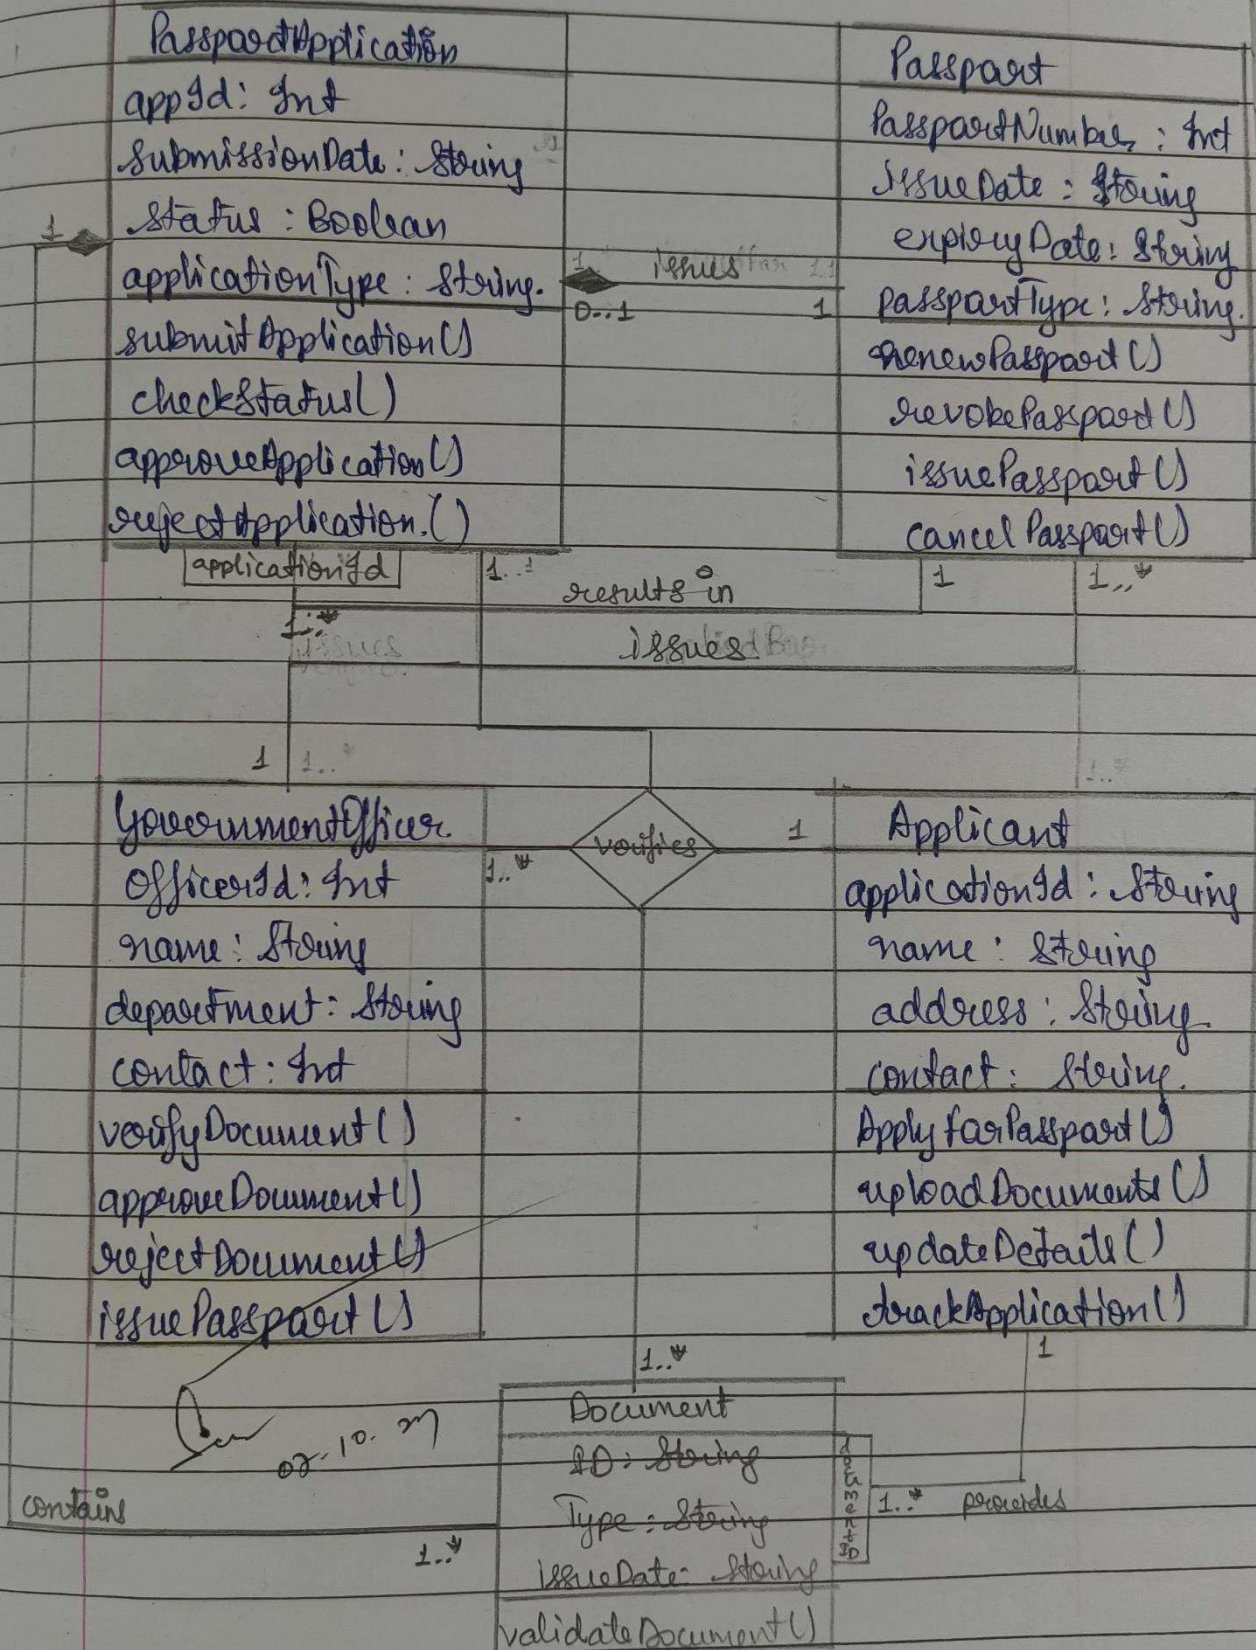 PassportApplication
appId: Int
submissionDate: String
status: Boolean
applicationType: String.
submitApplication()
checkStatus()
approveApplication()
rejectApplication.()
applicationId
1
issues
0..1
1
Passport
PassportNumber: Int
issueDate: String
expiryDate: String
passportType: String.
renewPassport()
revokePassport()
issuePassport()
cancelPassport()
1..
results in
1
1..*
1..*
issues
1
1..*
GovernmentOfficer
OfficerId: Int
name: String
department: String
contact: Int
verifyDocument()
approveDocument()
rejectDocument()
issuePassport()
1..*
verifies
1
Applicant
applicationId: String
name: String
address: String
contact: String.
ApplyforPassport()
uploadDocuments()
updateDetails()
trackApplication()
1..*
1
Document
ID: String
Type: String
issueDate: String
validateDocument()
documentID
1..* provides
contains
1..*